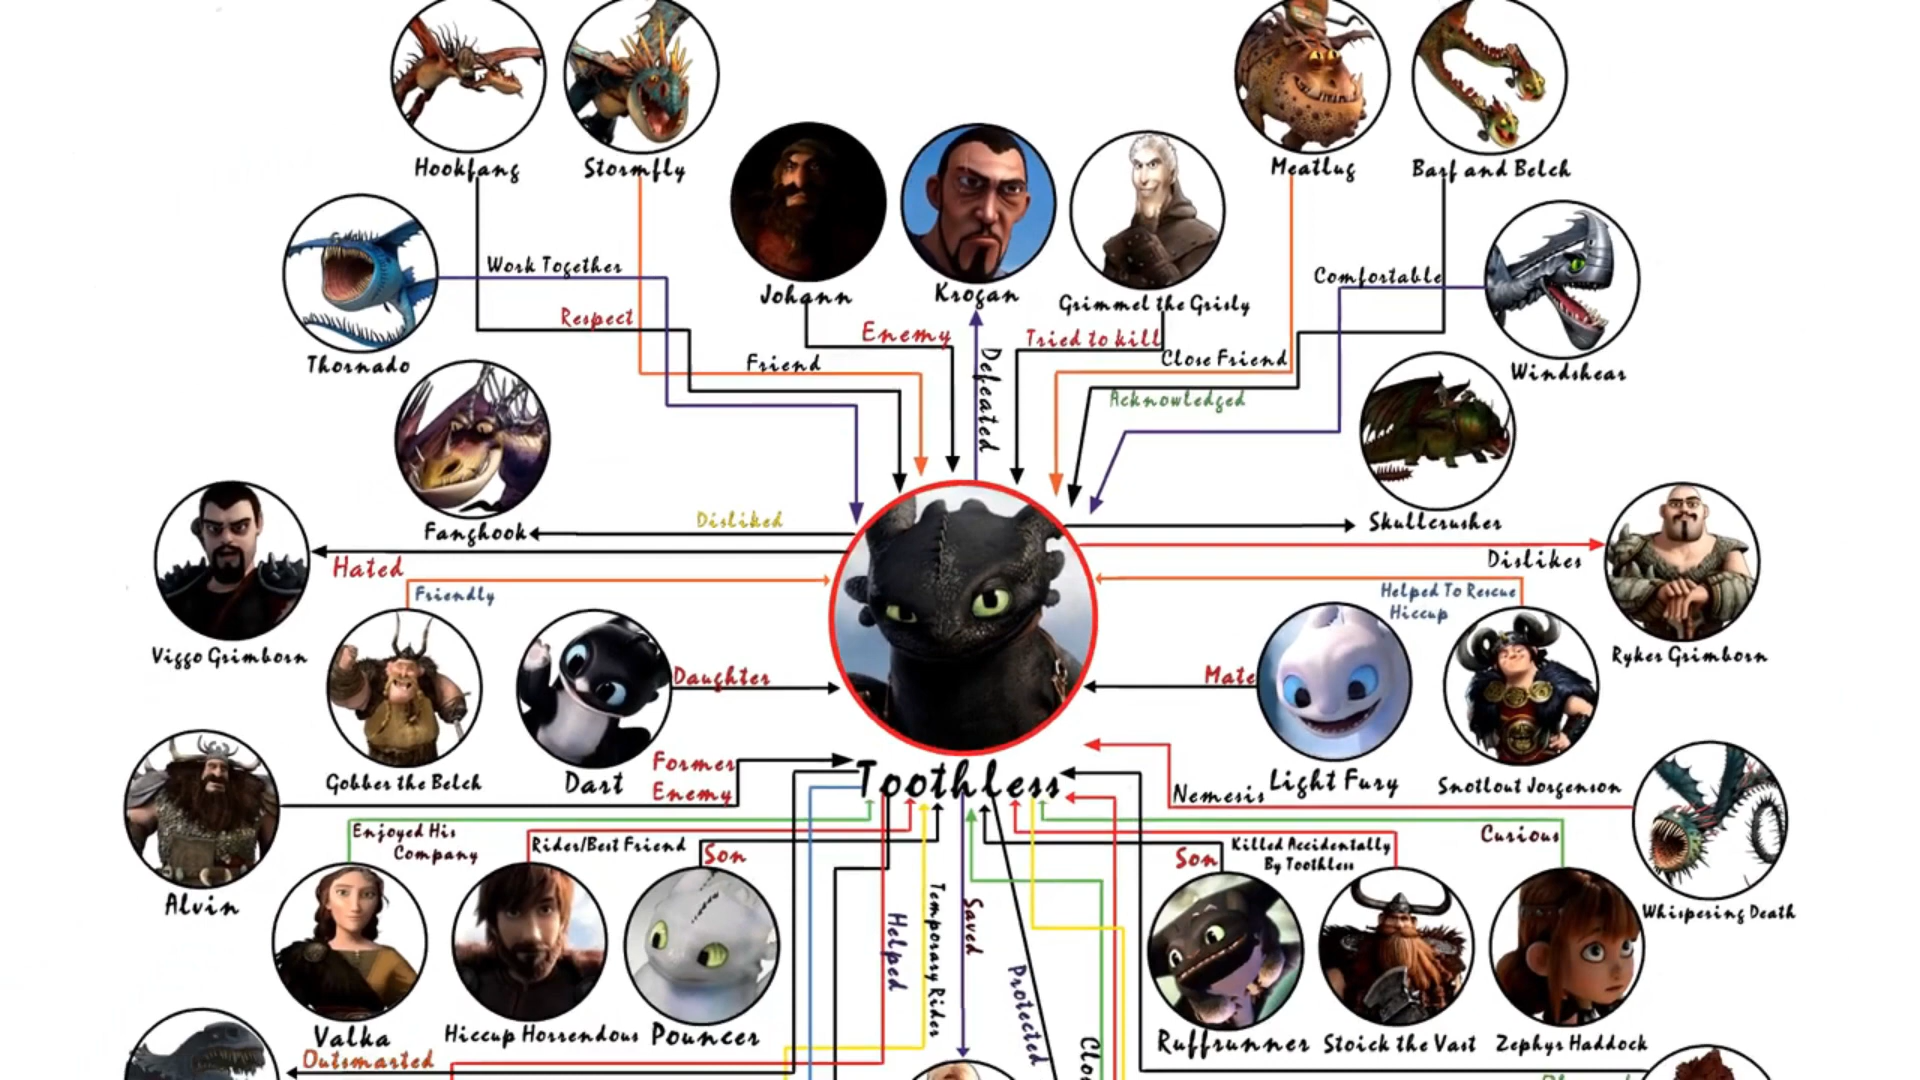 Hookfang
Stormfly
Meatlug
Barf and Belch
Work Together
Comfortable
Johann
Krogan
Grimmel the Grisly
Respect
Enemy
Tried to kill
Thornado
Friend
Defeated
Close Friend
Windshear
Acknowledged
Fanghook
Disliked
Skullcrusher
Hated
Dislikes
Friendly
Helped To Rescue
Hiccup
Viggo Grimborn
Ryker Grimborn
Daughter
Mate
Gobber the Belch
Dart
Former
Enemy
Toothless
Nemesis
Light Fury
Snotlout Jorgenson
Enjoyed His
Company
Rider/Best Friend
Son
Son
Killed Accidentally
By Toothless
Curious
Alvin
Whispering Death
Helped
Temporary Rider
Saved
Protected
Valka
Hiccup Horrendous
Pouncer
Ruffrunner
Stoick the Vast
Zephyr Haddock
Outsmarted